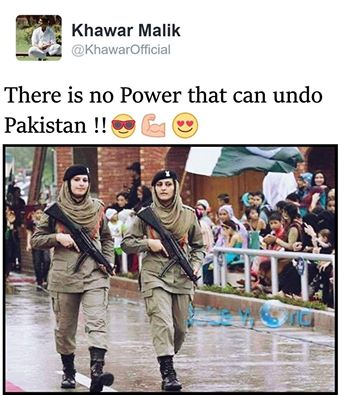 Khawar Malik
@KhawarOfficial
There is no Power that can undo
Pakistan !! 😎💪😍